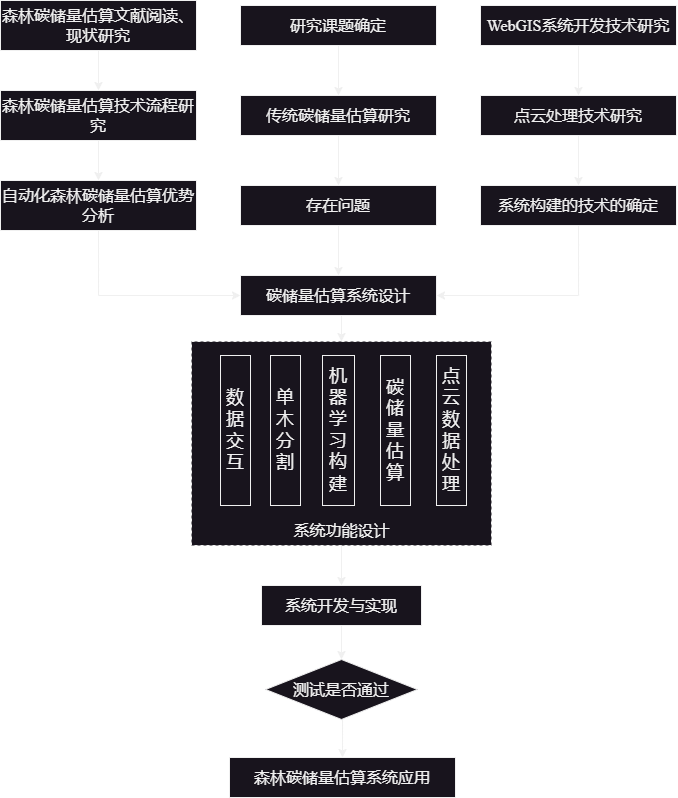 森林碳储量估算文献阅读、
现状研究
研究课题确定
WebGIS系统开发技术研究
森林碳储量估算技术流程研
究
传统碳储量估算研究
点云处理技术研究
自动化森林碳储量估算优势
分析
存在问题
系统构建的技术的确定
碳储量估算系统设计
数据交互
单木分割
机器学习构建
碳储量估算
点云数据处理
系统功能设计
系统开发与实现
测试是否通过
森林碳储量估算系统应用